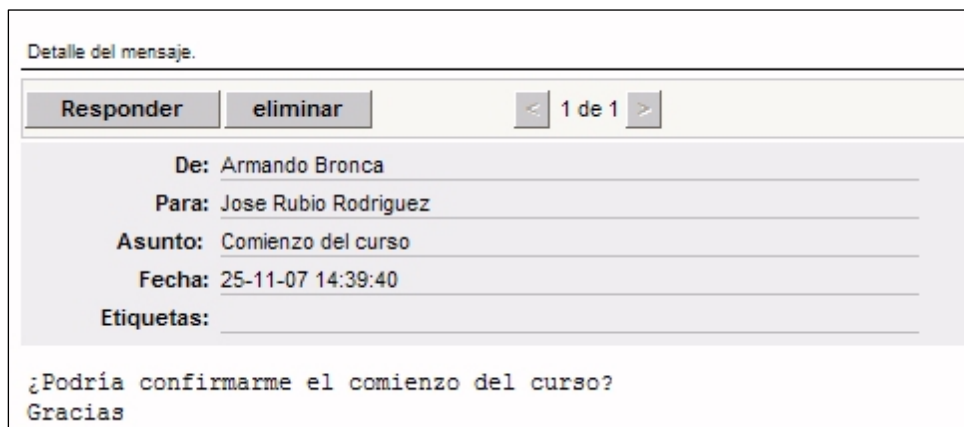 Detalle del mensaje.
Responder eliminar < 1 de 1 >
De: Armando Bronca
Para: Jose Rubio Rodriguez
Asunto: Comienzo del curso
Fecha: 25-11-07 14:39:40
Etiquetas:
¿Podría confirmarme el comienzo del curso?
Gracias